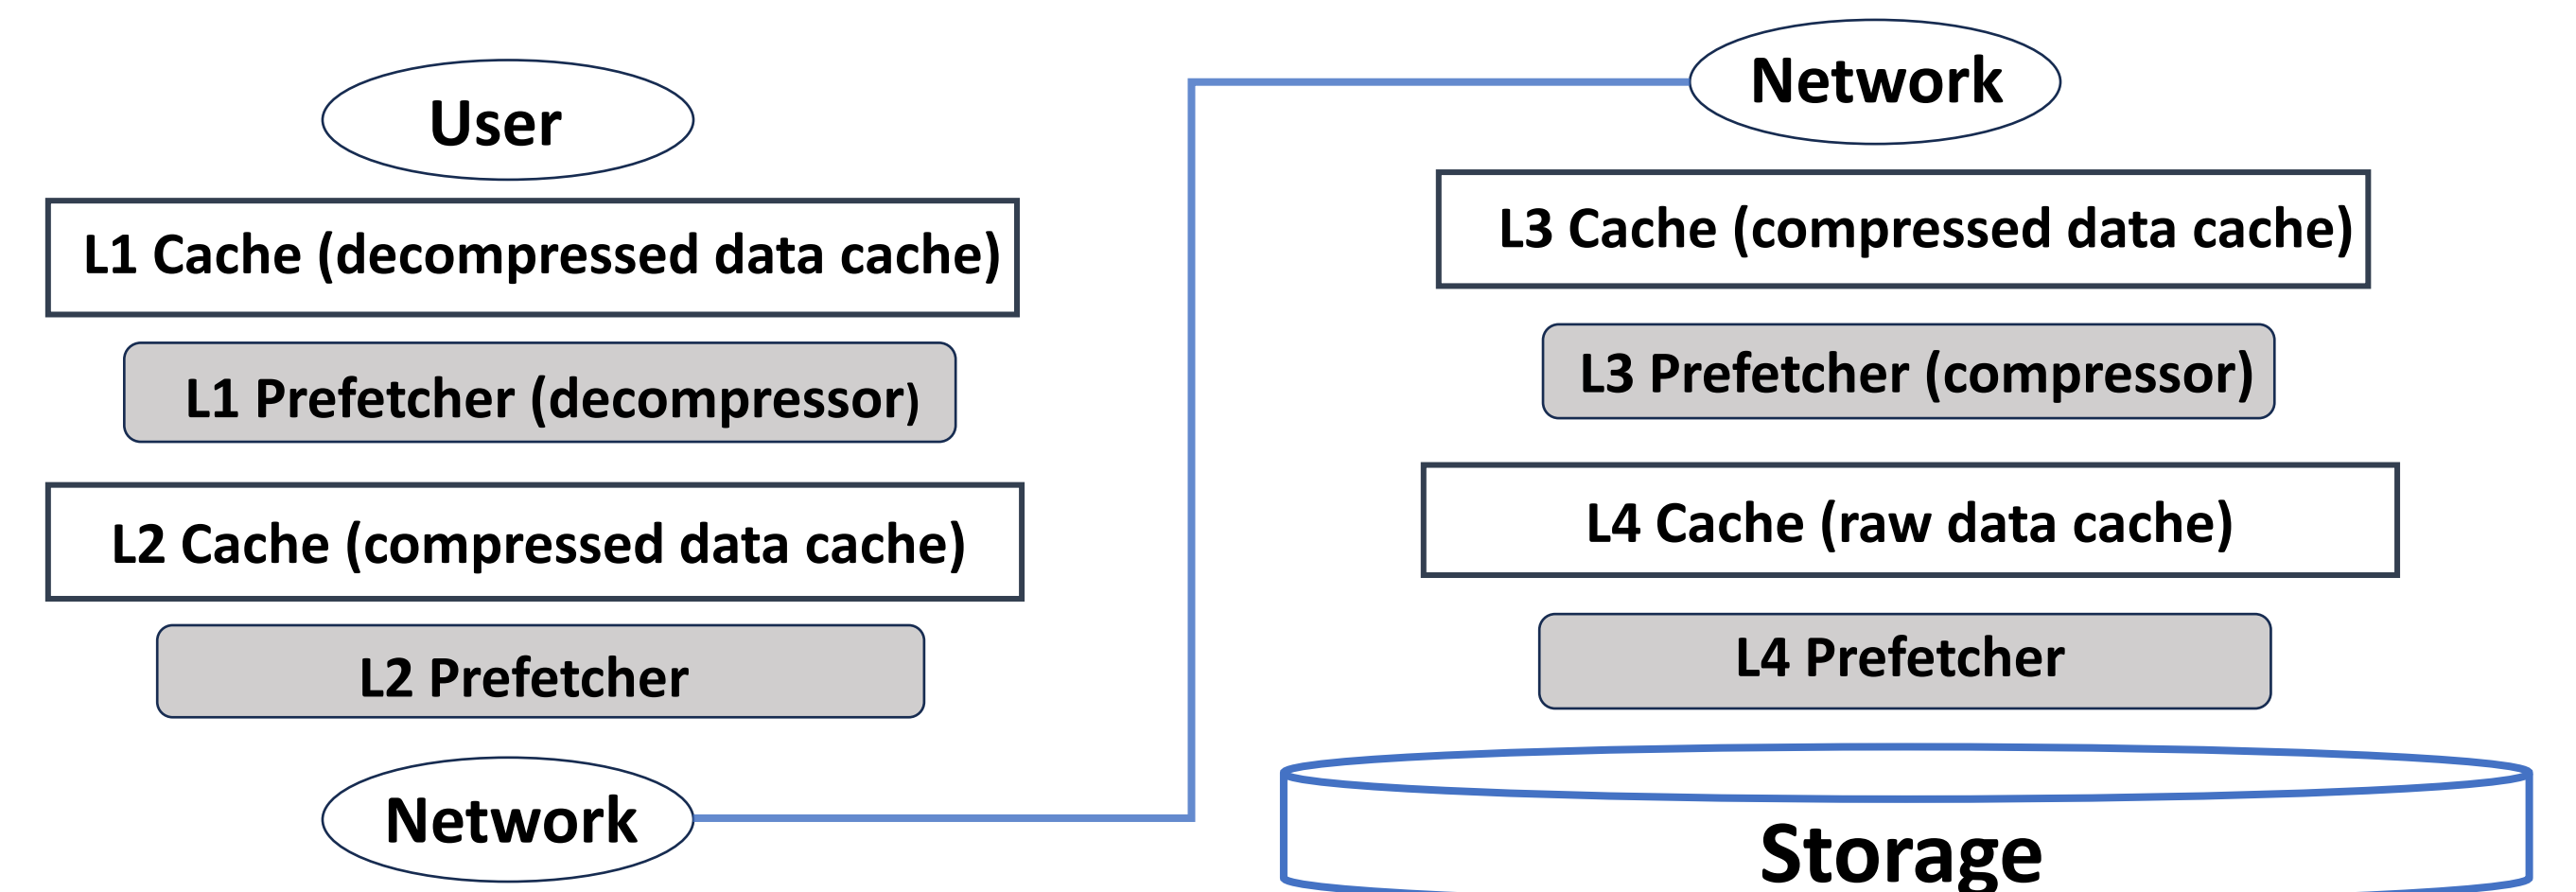 User
L1 Cache (decompressed data cache)
L1 Prefetcher (decompressor)
L2 Cache (compressed data cache)
L2 Prefetcher
Network
Network
L3 Cache (compressed data cache)
L3 Prefetcher (compressor)
L4 Cache (raw data cache)
L4 Prefetcher
Storage